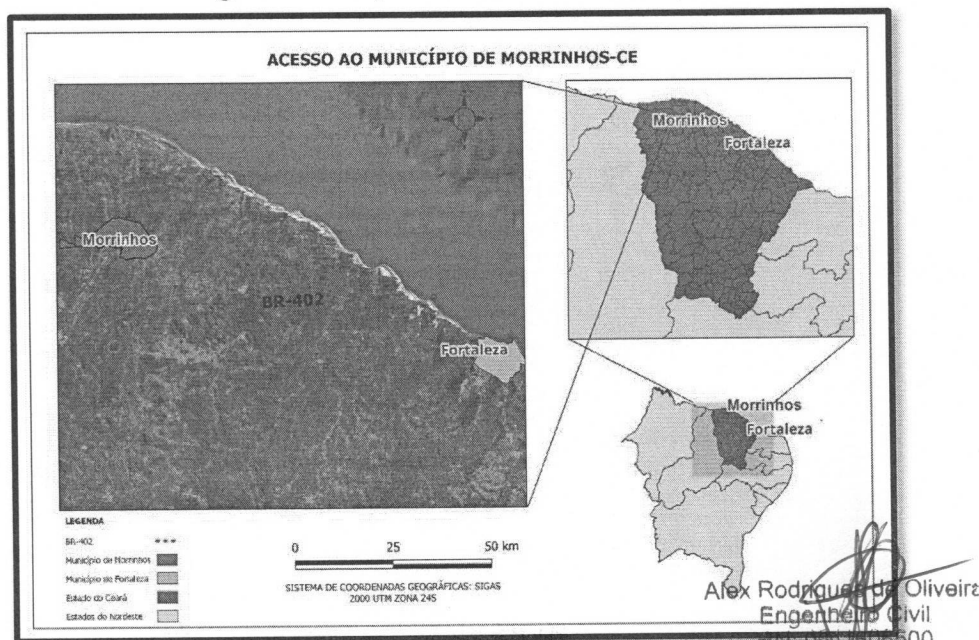 ACESSO AO MUNICÍPIO DE MORRINHOS-CE
Morrinhos
BR-402
Fortaleza
Morrinhos
Fortaleza
Morrinhos
Fortaleza
LEGENDA
BR-402
Município de Morrinhos
Município de Fortaleza
Estado do Ceará
Estados do Nordeste
0 25 50 km
SISTEMA DE COORDENADAS GEOGRÁFICAS: SIGAS
2000 UTM ZONA 24S
Alex Rodrigues de Oliveira
Engenheiro Civil